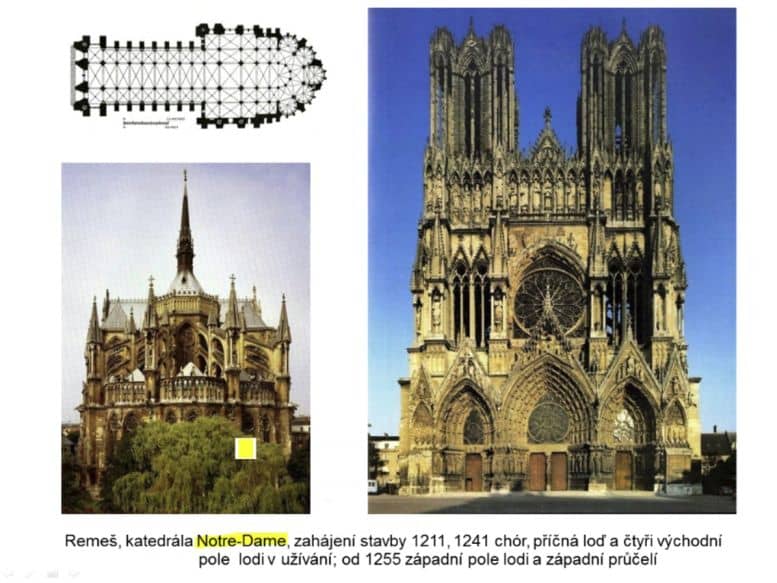 Remeš, katedrála Notre-Dame, zahájení stavby 1211, 1241 chór, příčná loď a čtyři východní
pole lodi v užívání; od 1255 západní pole lodi a západní průčelí